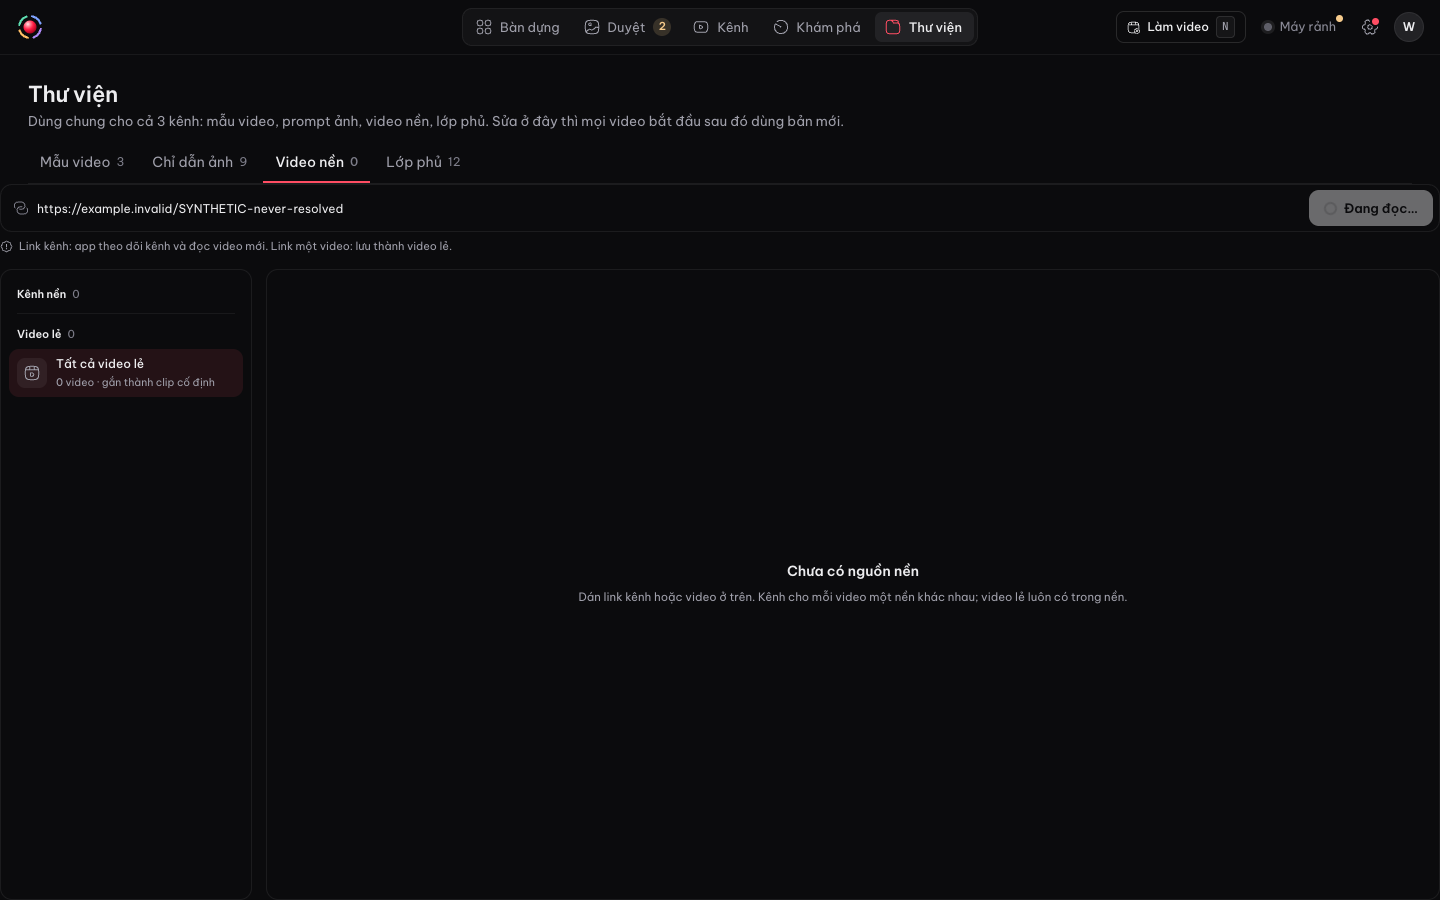 Bàn dựng
Duyệt 2
Kênh
Khám phá
Thư viện
Làm video N
Máy rảnh
W
Thư viện
Dùng chung cho cả 3 kênh: mẫu video, prompt ảnh, video nền, lớp phủ. Sửa ở đây thì mọi video bắt đầu sau đó dùng bản mới.
Mẫu video 3
Chỉ dẫn ảnh 9
Video nền 0
Lớp phủ 12
https://example.invalid/SYNTHETIC-never-resolved
Đang đọc...
Link kênh: app theo dõi kênh và đọc video mới. Link một video: lưu thành video lẻ.
Kênh nền 0
Video lẻ 0
Tất cả video lẻ
0 video · gắn thành clip cố định
Chưa có nguồn nền
Dán link kênh hoặc video ở trên. Kênh cho mỗi video một nền khác nhau; video lẻ luôn có trong nền.